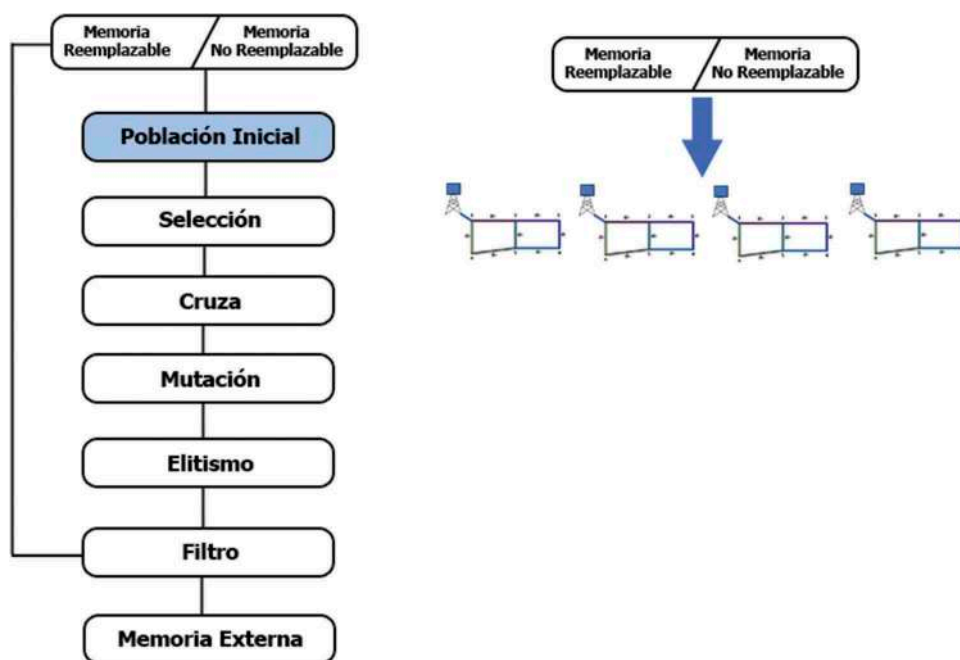 Memoria
Reemplazable
Memoria
No Reemplazable
Población Inicial
Selección
Cruza
Mutación
Elitismo
Filtro
Memoria Externa
Memoria
Reemplazable
Memoria
No Reemplazable